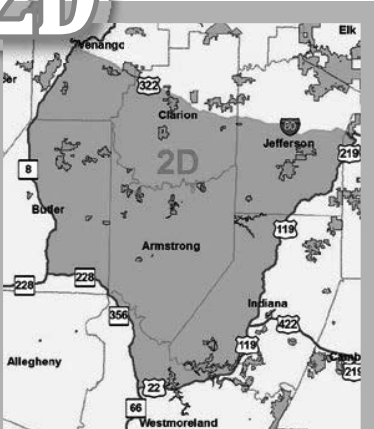 2D
Elk
Venango
322
Clarion
80
Jefferson
219
2D
8
Butler
119
Armstrong
228
228
Indiana
356
422
119
Allegheny
219
22
66
Westmoreland